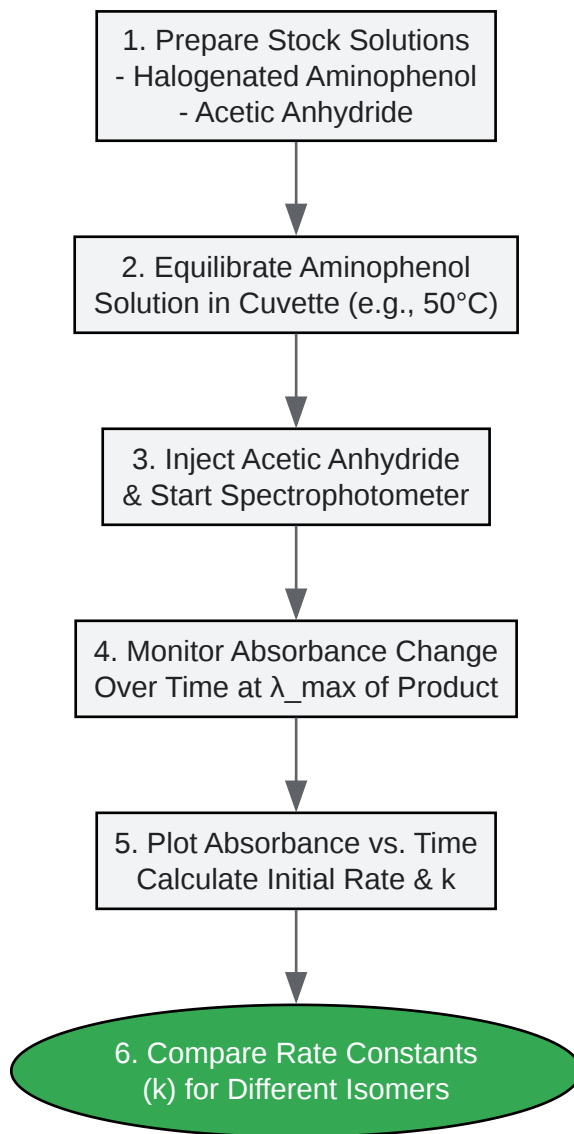 1. Prepare Stock Solutions
- Halogenated Aminophenol
- Acetic Anhydride
2. Equilibrate Aminophenol
Solution in Cuvette (e.g., 50°C)
3. Inject Acetic Anhydride
& Start Spectrophotometer
4. Monitor Absorbance Change
Over Time at λ_max of Product
5. Plot Absorbance vs. Time
Calculate Initial Rate & k
6. Compare Rate Constants
(k) for Different Isomers